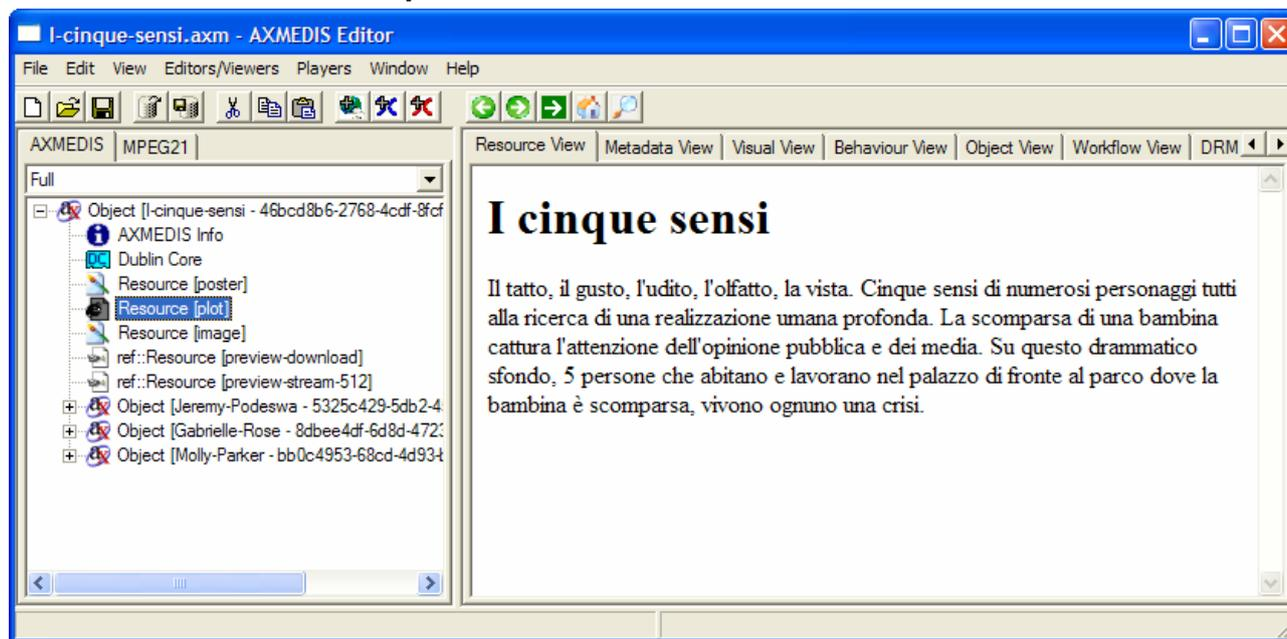 I-cinque-sensi.axm - AXMEDIS Editor
File Edit View Editors/Viewers Players Window Help
AXMEDIS MPEG21
Resource View Metadata View Visual View Behaviour View Object View Workflow View DRM
Full
Object [I-cinque-sensi - 46bcd8b6-2768-4cdf-8fcf
AXMEDIS Info
DC Dublin Core
Resource [poster]
Resource [plot]
Resource [image]
ref::Resource [preview-download]
ref::Resource [preview-stream-512]
Object [Jeremy-Podeswa - 5325c429-5db2-4
Object [Gabrielle-Rose - 8dbee4df-6d8d-4723
Object [Molly-Parker - bb0c4953-68cd-4d93-b
I cinque sensi
Il tatto, il gusto, l'udito, l'olfatto, la vista. Cinque sensi di numerosi personaggi tutti
alla ricerca di una realizzazione umana profonda. La scomparsa di una bambina
cattura l'attenzione dell'opinione pubblica e dei media. Su questo drammatico
sfondo, 5 persone che abitano e lavorano nel palazzo di fronte al parco dove la
bambina è scomparsa, vivono ognuno una crisi.